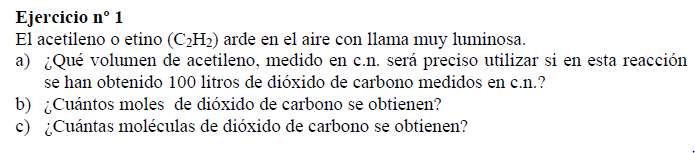 Ejercicio nº 1
El acetileno o etino (C₂H₂) arde en el aire con llama muy luminosa.
a) ¿Qué volumen de acetileno, medido en c.n. será preciso utilizar si en esta reacción
se han obtenido 100 litros de dióxido de carbono medidos en c.n.?
b) ¿Cuántos moles de dióxido de carbono se obtienen?
c) ¿Cuántas moléculas de dióxido de carbono se obtienen?